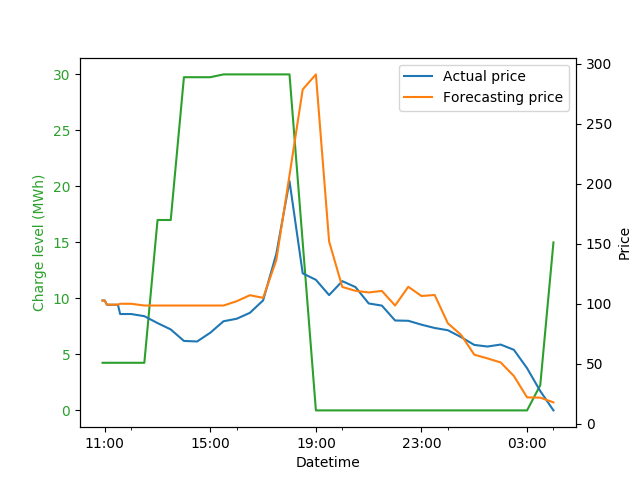 Actual price
Forecasting price
30
25
20
15
10
5
0
Charge level (MWh)
300
250
200
150
100
50
0
Price
11:00 15:00 19:00 23:00 03:00
Datetime